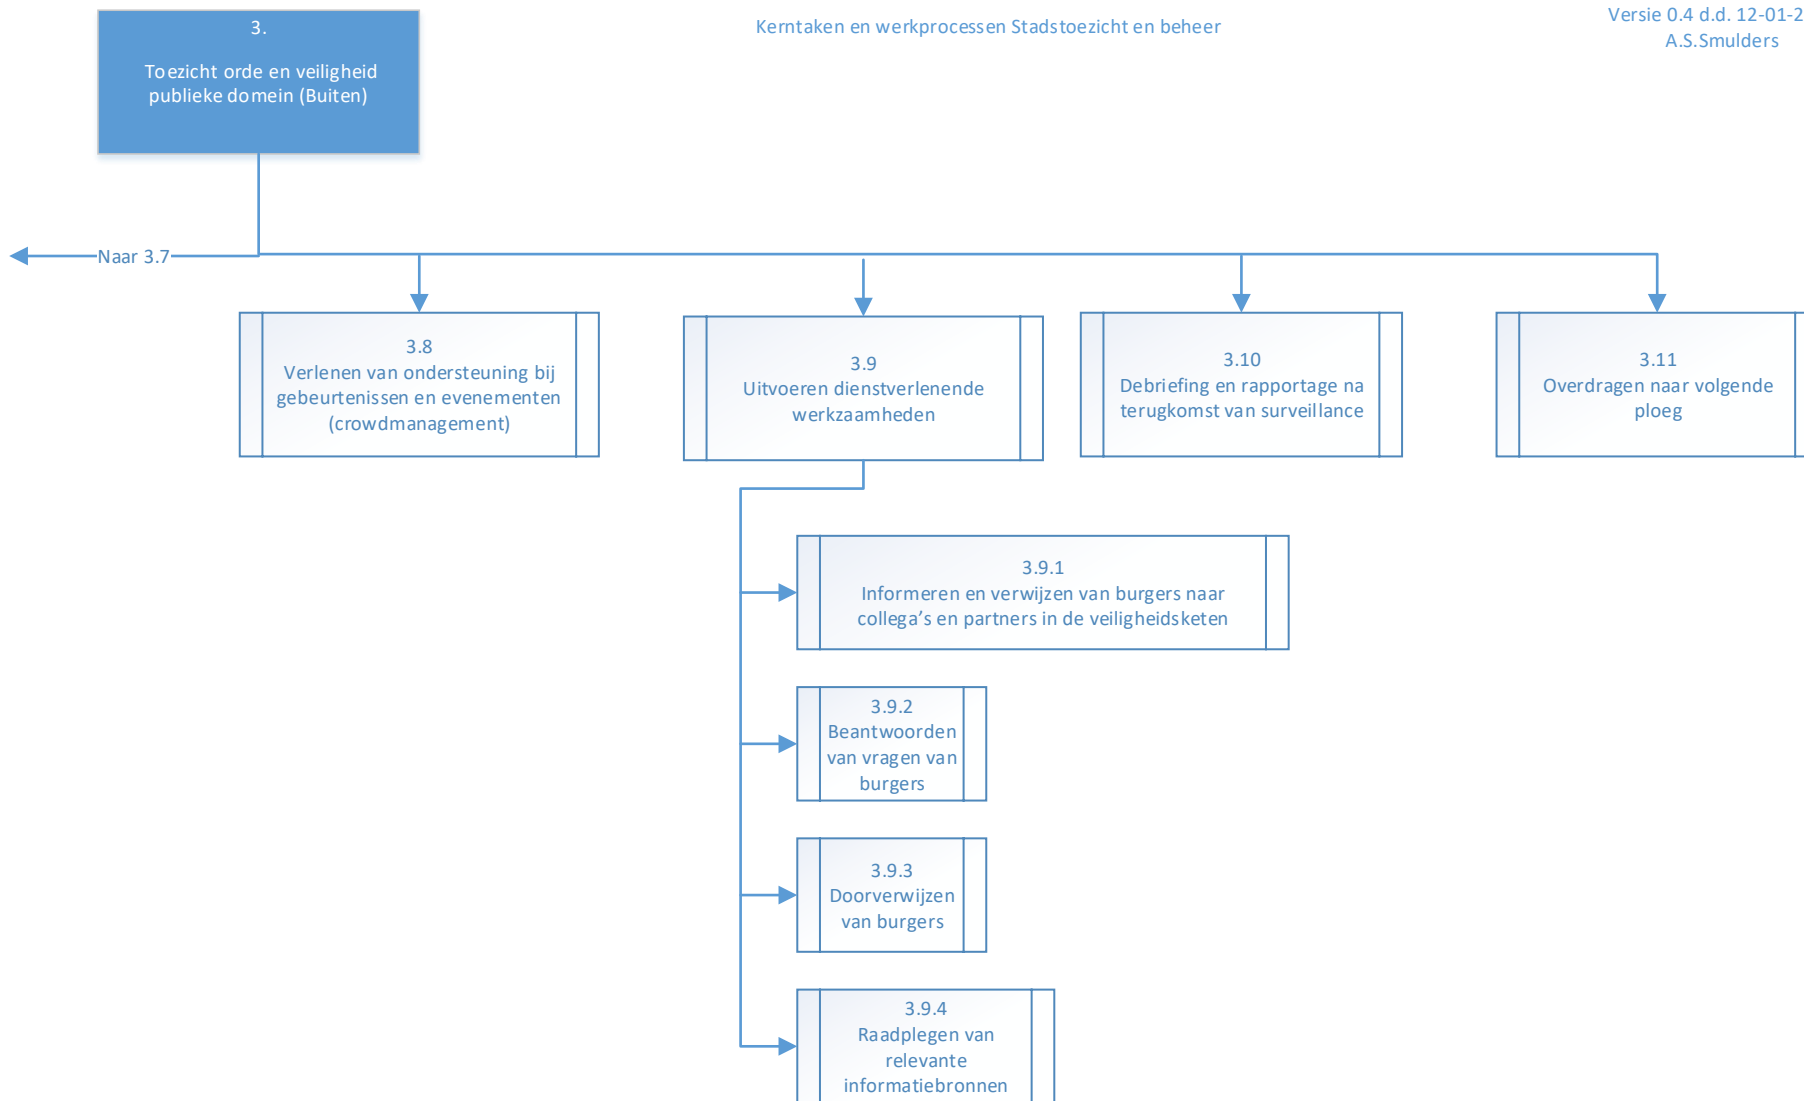 3.
Toezicht orde en veiligheid
publieke domein (Buiten)
Kerntaken en werkprocessen Stadstoezicht en beheer
Versie 0.4 d.d. 12-01-2
A.S.Smulders
Naar 3.7
3.8
Verlenen van ondersteuning bij
gebeurtenissen en evenementen
(crowdmanagement)
3.9
Uitvoeren dienstverlenende
werkzaamheden
3.10
Debriefing en rapportage na
terugkomst van surveillance
3.11
Overdragen naar volgende
ploeg
3.9.1
Informeren en verwijzen van burgers naar
collega’s en partners in de veiligheidsketen
3.9.2
Beantwoorden
van vragen van
burgers
3.9.3
Doorverwijzen
van burgers
3.9.4
Raadplegen van
relevante
informatiebronnen